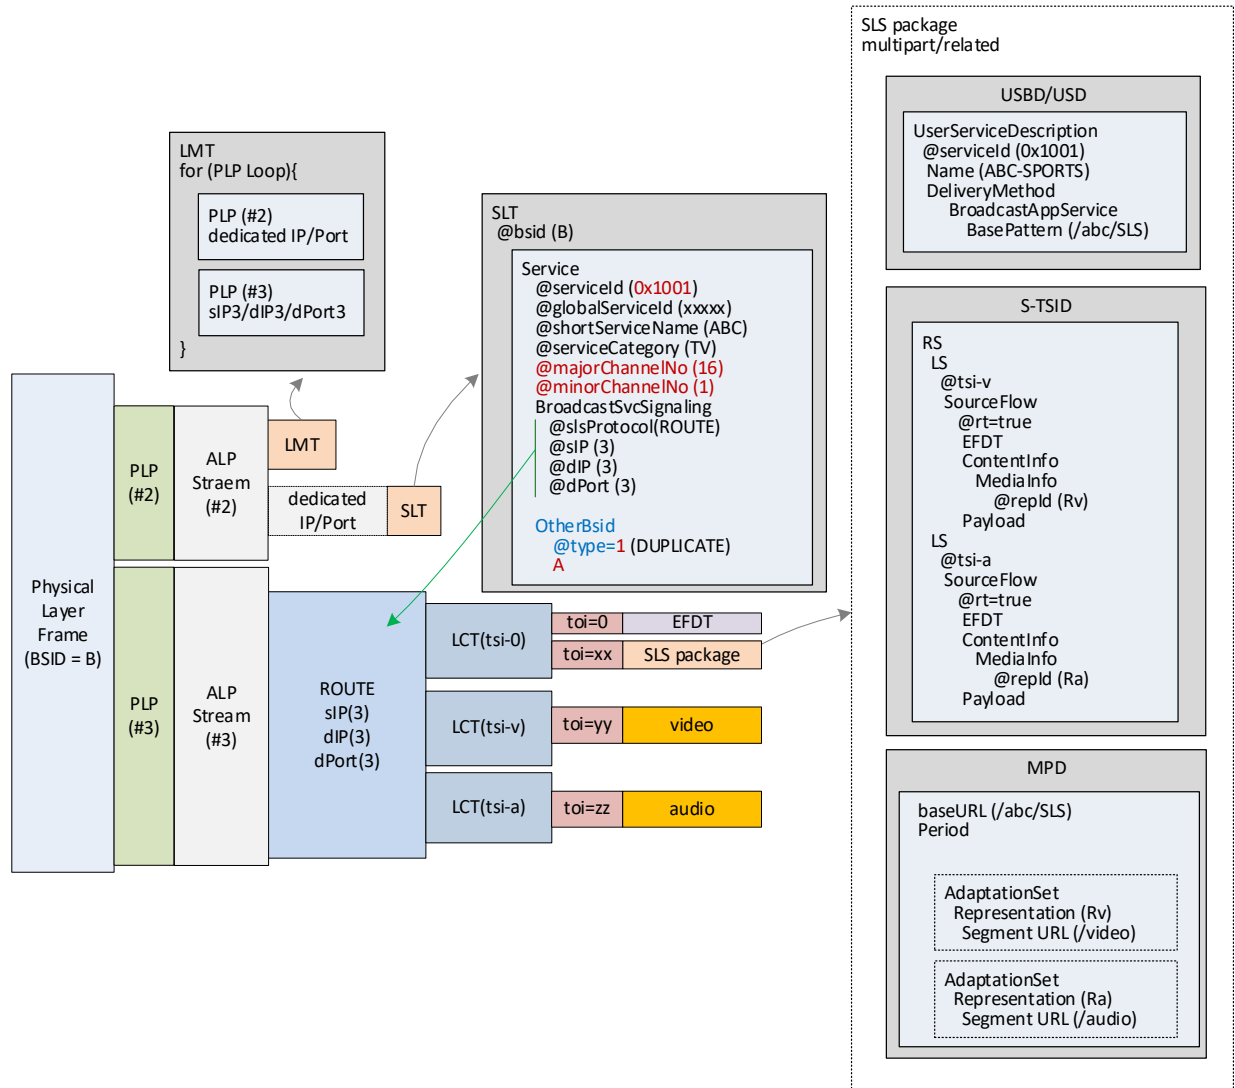 SLS package
multipart/related
USBD/USD
UserServiceDescription
@serviceId (0x1001)
Name (ABC-SPORTS)
DeliveryMethod
BroadcastAppService
BasePattern (/abc/SLS)
S-TSID
RS
LS
@tsi-v
SourceFlow
@rt=true
EFDT
ContentInfo
MediaInfo
@repId (Rv)
Payload
LS
@tsi-a
SourceFlow
@rt=true
EFDT
ContentInfo
MediaInfo
@repId (Ra)
Payload
MPD
baseURL (/abc/SLS)
Period
AdaptationSet
Representation (Rv)
Segment URL (/video)
AdaptationSet
Representation (Ra)
Segment URL (/audio)
LMT
for (PLP Loop){
PLP (#2)
dedicated IP/Port
PLP (#3)
sIP3/dIP3/dPort3
}
SLT
@bsid (B)
Service
@serviceId (0x1001)
@globalServiceId (xxxxx)
@shortServiceName (ABC)
@serviceCategory (TV)
@majorChannelNo (16)
@minorChannelNo (1)
BroadcastSvcSignaling
@slsProtocol(ROUTE)
@sIP (3)
@dIP (3)
@dPort (3)
OtherBsid
@type=1 (DUPLICATE)
A
Physical
Layer
Frame
(BSID = B)
PLP
(#2)
ALP
Straem
(#2)
LMT
dedicated
IP/Port
SLT
PLP
(#3)
ALP
Stream
(#3)
ROUTE
sIP(3)
dIP(3)
dPort(3)
LCT(tsi-0)
toi=0
EFDT
toi=xx
SLS package
LCT(tsi-v)
toi=yy
video
LCT(tsi-a)
toi=zz
audio